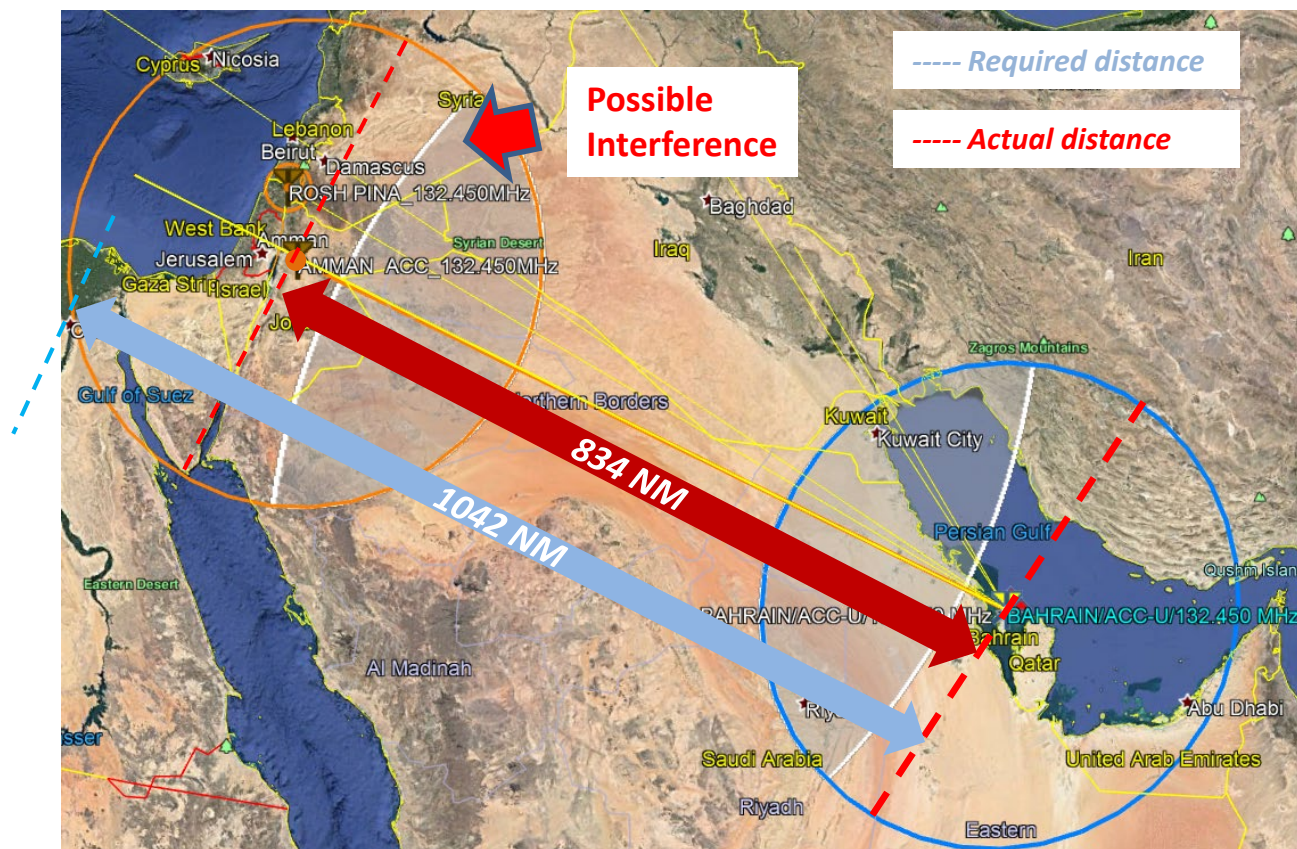 Nicosia
Cyprus
----- Required distance
Possible
Interference
Syria
----- Actual distance
Lebanon
Beirut
Damascus
ROSH PINA_132.450MHz
Baghdad
West Bank
Amman
Syrian Desert
Iraq
Iran
Jerusalem
AMMAN ACC_132.450MHz
Gaza Strip
Israel
Zagros Mountains
Gulf of Suez
Northern Borders
Kuwait
Kuwait City
834 NM
1042 NM
Persian Gulf
Eastern Desert
BAHRAIN/ACC-U/132.450 MHz
Bahrain
Qatar
Al Madinah
Abu Dhabi
Saudi Arabia
United Arab Emirates
Riyadh
Eastern